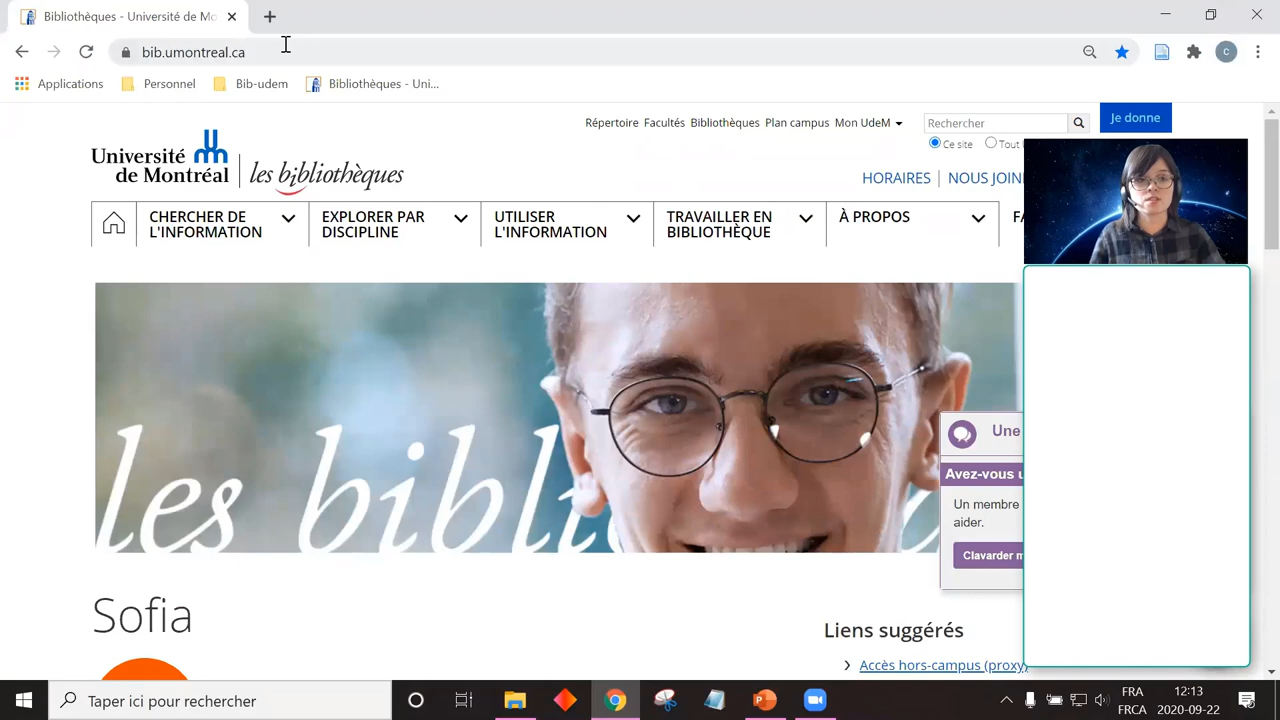 Bibliothèques - Université de Mo
bib.umontreal.ca
C
Applications
Personnel
Bib-udem
Bibliothèques - Uni...
Répertoire Facultés Bibliothèques Plan campus Mon UdeM
Rechercher
Je donne
Ce site
Tout
Université
de Montréal
les bibliothèques
HORAIRES
NOUS JOIN
CHERCHER DE
L'INFORMATION
EXPLORER PAR
DISCIPLINE
UTILISER
L'INFORMATION
TRAVAILLER EN
BIBLIOTHÈQUE
À PROPOS
FA
les bibli
Une
Avez-vous u
Un membre
aider.
Clavarder m
Sofia
Liens suggérés
Accès hors-campus (proxy)
Taper ici pour rechercher
FRA
FRCA
12:13
2020-09-22